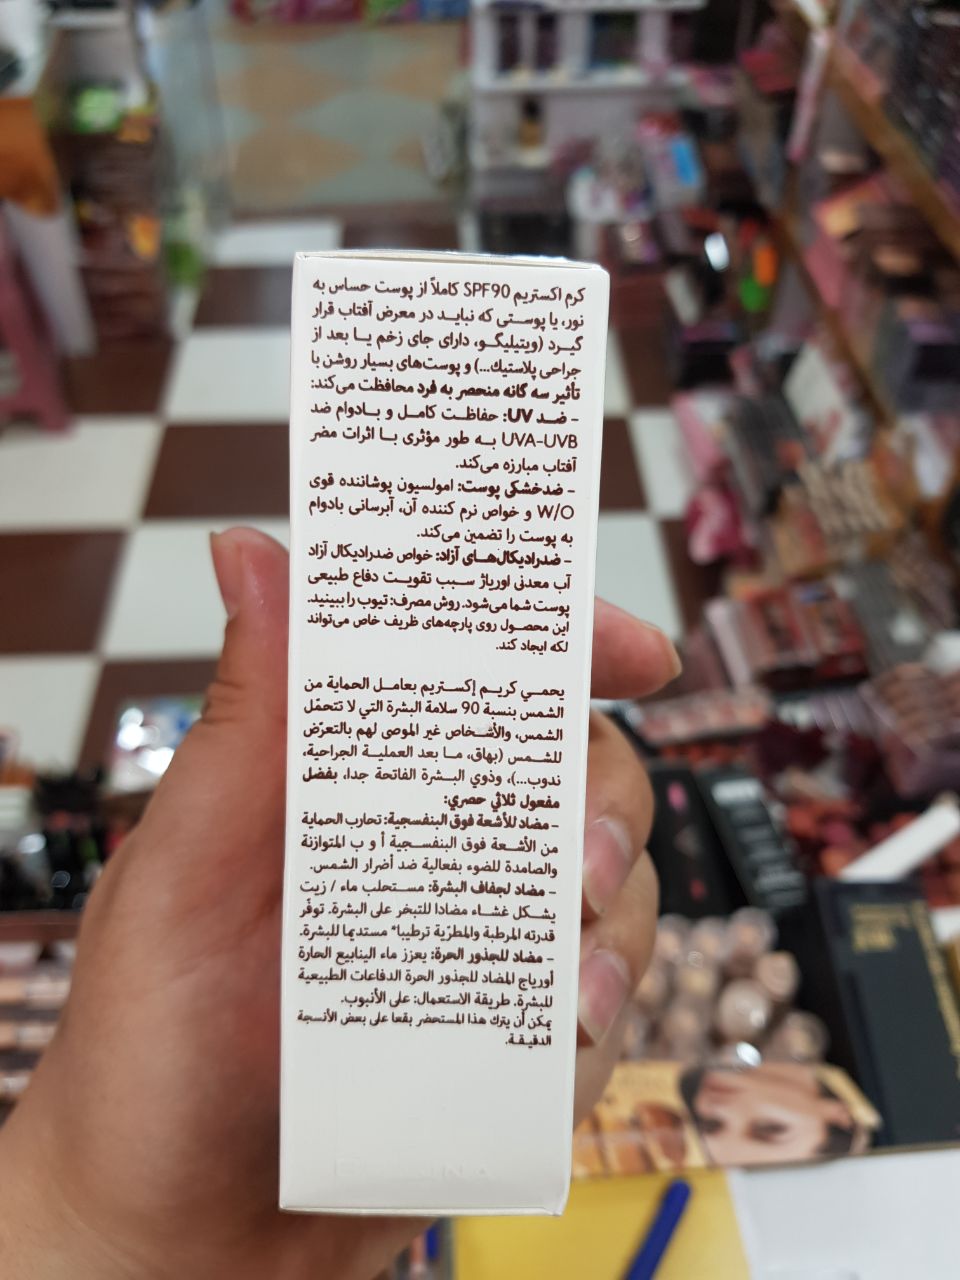 کرم اکستریم SPF90 کاملاً از پوست حساس به
نور، یا پوستی که نباید در معرض آفتاب قرار
گیرد (ویتیلیگو، دارای جای زخم یا بعد از
جراحی پلاستیك...) و پوست‌های بسیار روشن با
تأثیر سه گانه منحصر به فرد محافظت می‌کند:
- ضد UV: حفاظت کامل و بادوام ضد
UVA-UVB به طور مؤثری با اثرات مضر
آفتاب مبارزه می‌کند.
- ضدخشکی پوست: امولسیون پوشاننده قوی
W/O و خواص نرم کننده آن، آبرسانی بادوام
به پوست را تضمین می‌کند.
- ضدرادیکال‌های آزاد: خواص ضدرادیکال آزاد
آب معدنی اوریاژ سبب تقویت دفاع طبیعی
پوست شما می‌شود. روش مصرف: تیوب را ببینید.
این محصول روی پارچه‌های ظریف خاص می‌تواند
لکه ایجاد کند.
يحمي كريم إكستريم بعامل الحماية من
الشمس بنسبة 90 سلامة البشرة التي لا تتحمّل
الشمس، والأشخاص غير الموصى لهم بالتعرّض
للشمس (بهاق، ما بعد العملية الجراحية،
ندوب...)، وذوي البشرة الفاتحة جدا، بفضل
مفعول ثلاثي حصري:
- مضاد للأشعة فوق البنفسجية: تحارب الحماية
من الأشعة فوق البنفسجية أ و ب المتوازنة
والصامدة للضوء بفعالية ضد أضرار الشمس.
- مضاد لجفاف البشرة: مستحلب ماء / زيت
يشكل غشاء مضادا للتبخر على البشرة. توفّر
قدرته المرطبة والمطرّية ترطيبا ً مستديما للبشرة.
- مضاد للجذور الحرة: يعزز ماء الينابيع الحارة
أورياج المضاد للجذور الحرة الدفاعات الطبيعية
للبشرة. طريقة الاستعمال: على الأنبوب.
يمكن أن يترك هذا المستحضر بقعا على بعض الأنسجة
الدقيقة.